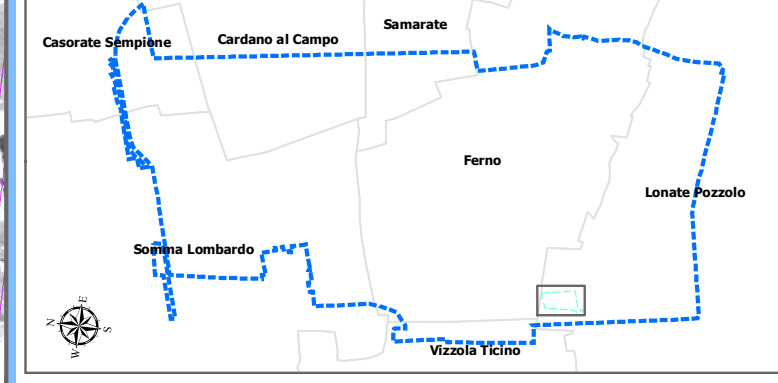 Samarate
Casorate Sempione
Cardano al Campo
Ferno
Lonate Pozzolo
Somma Lombardo
E
N
S
W
Vizzola Ticino